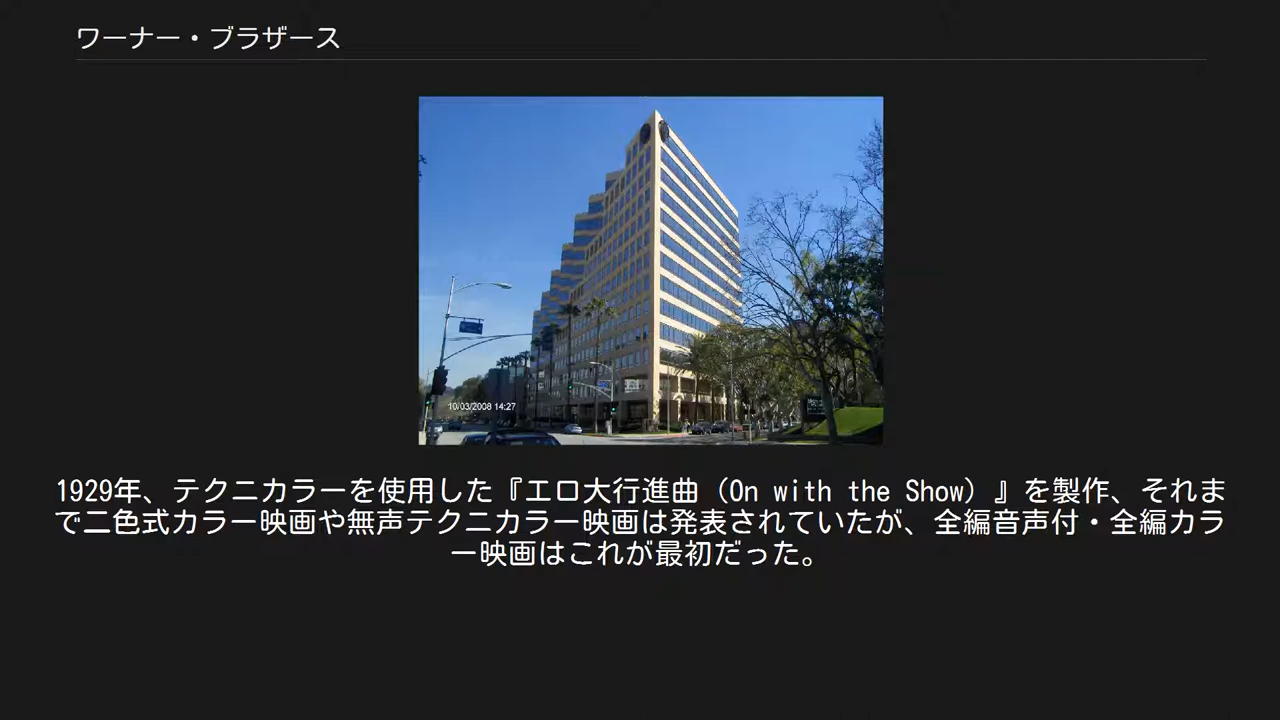 ワーナー・ブラザース
10/03/2008 14:27
1929年、テクニカラーを使用した『エロ大行進曲（On with the Show）』を製作、それま
で二色式カラー映画や無声テクニカラー映画は発表されていたが、全編音声付・全編カラ
ー映画はこれが最初だった。